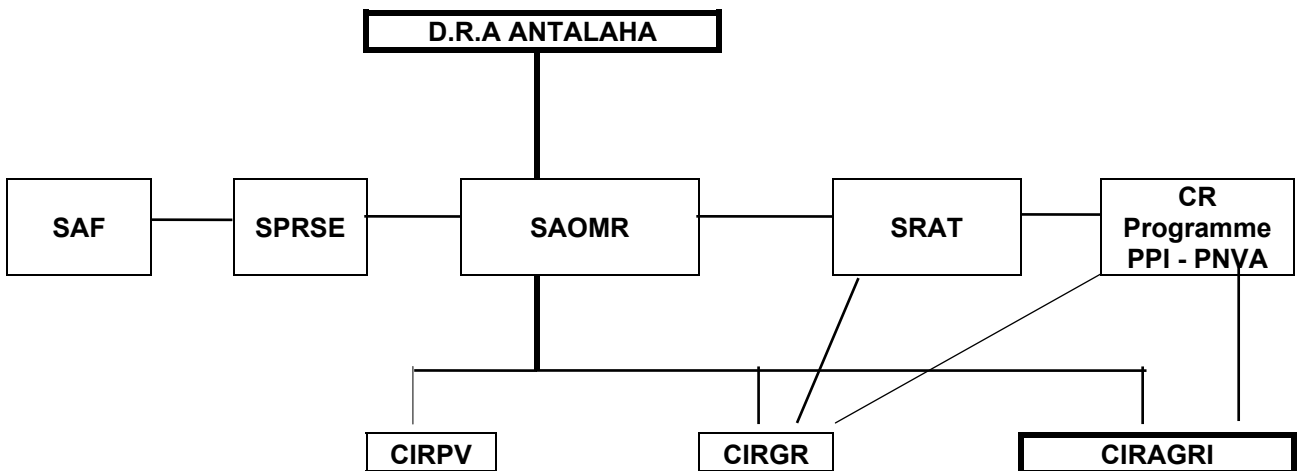 D.R.A ANTALAHA
SAF
SPRSE
SAOMR
SRAT
CR
Programme
PPI - PNVA
CIRPV
CIRGR
CIRAGRI